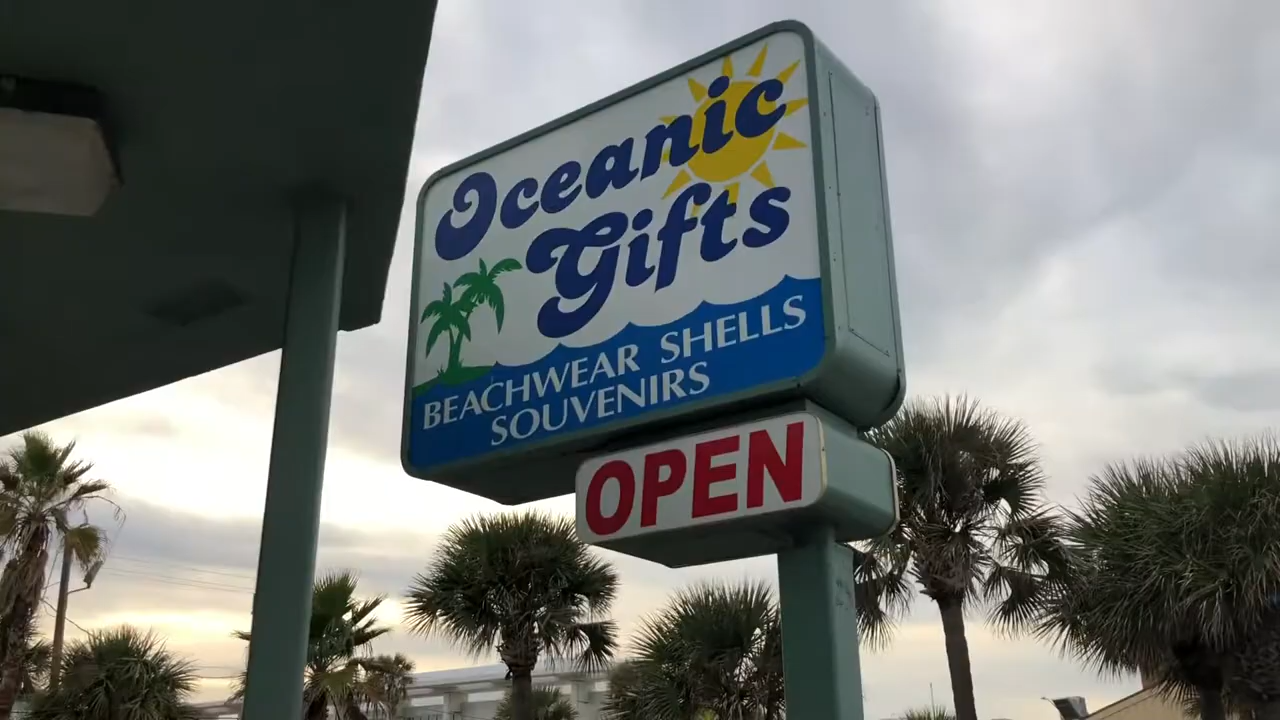 Oceanic
Gifts
BEACHWEAR SHELLS
SOUVENIRS
OPEN